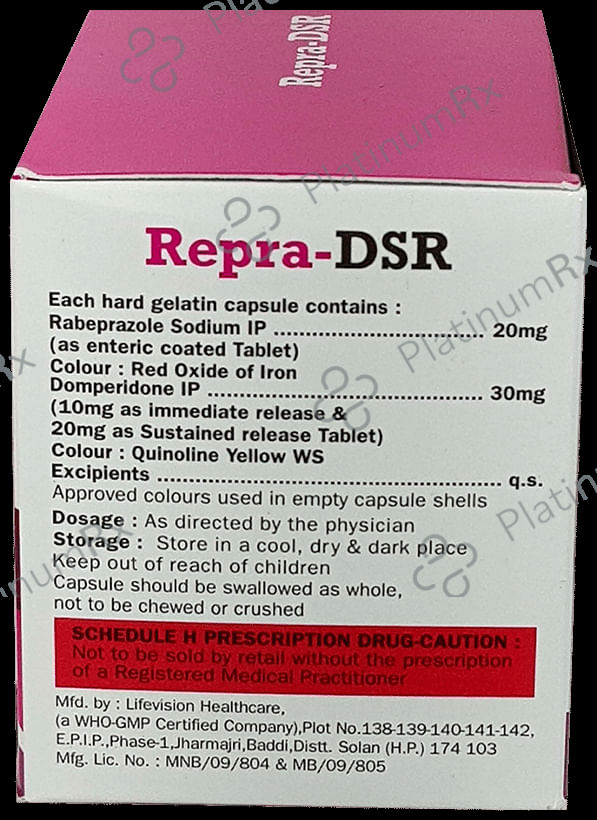 Repra-DSR
Repra-DSR
Each hard gelatin capsule contains :
Rabeprazole Sodium IP ................................ 20mg
(as enteric coated Tablet)
Colour : Red Oxide of Iron
Domperidone IP .......................................... 30mg
(10mg as immediate release &
20mg as Sustained release Tablet)
Colour : Quinoline Yellow WS
Excipients .................................................... q.s.
Approved colours used in empty capsule shells
Dosage : As directed by the physician
Storage : Store in a cool, dry & dark place
Keep out of reach of children
Capsule should be swallowed as whole,
not to be chewed or crushed
SCHEDULE H PRESCRIPTION DRUG-CAUTION :
Not to be sold by retail without the prescription
of a Registered Medical Practitioner
Mfd. by : Lifevision Healthcare,
(a WHO-GMP Certified Company),Plot No.138-139-140-141-142,
E.P.I.P.,Phase-1,Jharmajri,Baddi,Distt. Solan (H.P.) 174 103
Mfg. Lic. No. : MNB/09/804 & MB/09/805
PlatinumRx
PlatinumRx
PlatinumRx
PlatinumRx
PlatinumRx